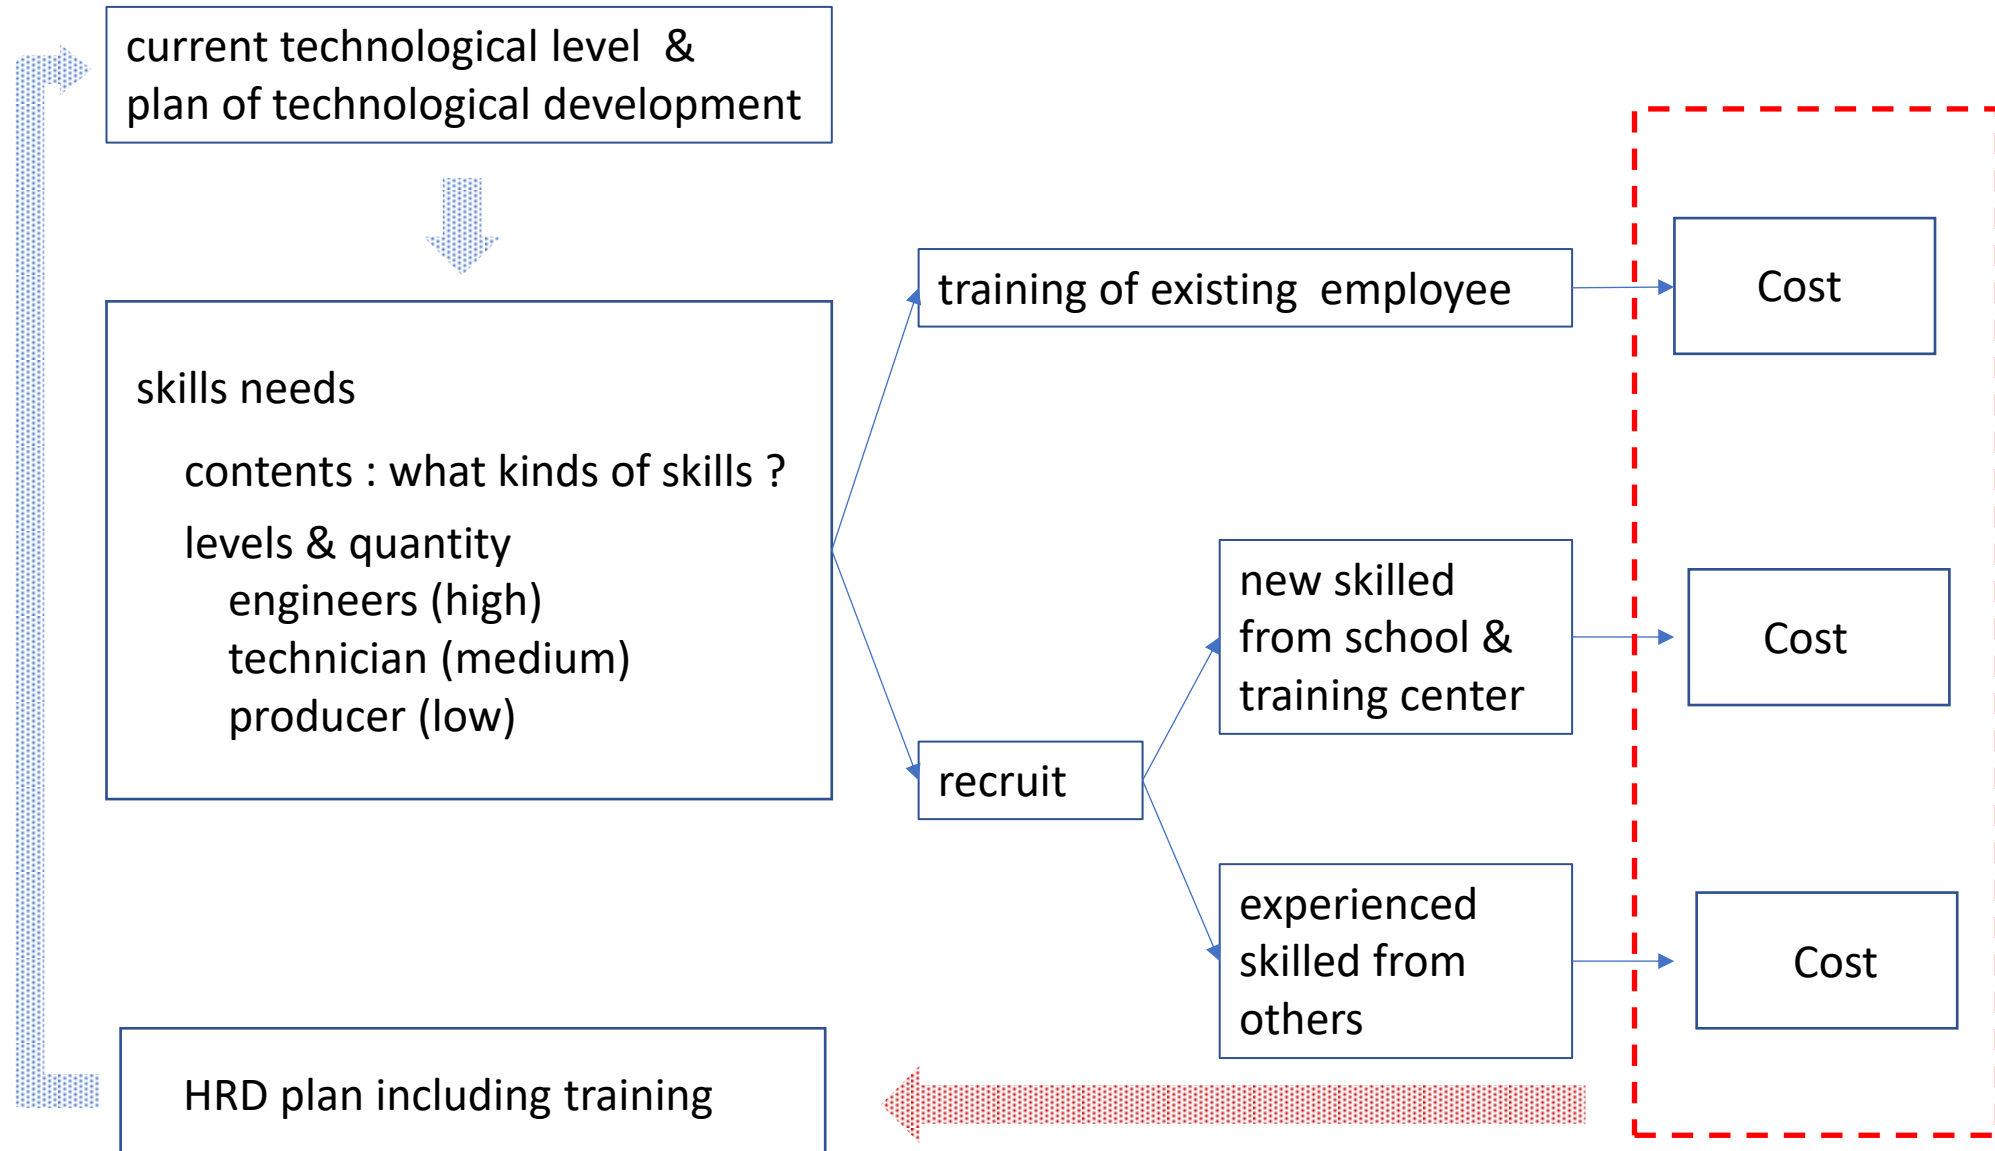 current technological level  &
plan of technological development
skills needs
contents : what kinds of skills ?
levels & quantity
engineers (high)
technician (medium)
producer (low)
training of existing  employee
Cost
new skilled
from school &
training center
Cost
recruit
experienced
skilled from
others
Cost
HRD plan including training